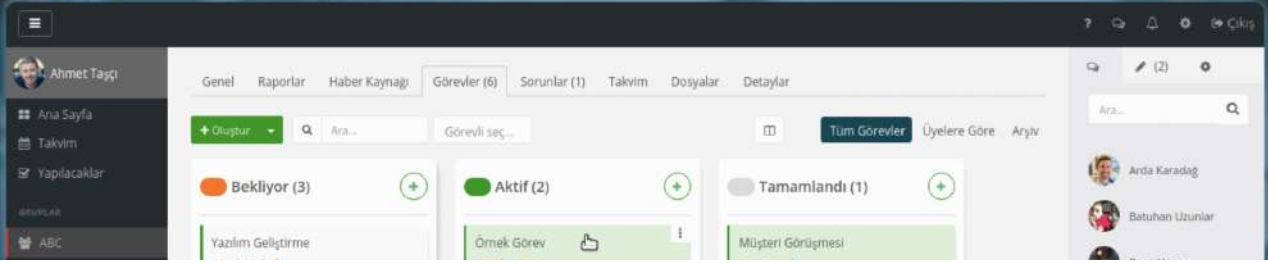 ? Çıkış
Ahmet Taşçı
Genel Raporlar Haber Kaynağı Görevler (6) Sorunlar (1) Takvim Dosyalar Detaylar
(2)
Ana Sayfa
Takvim
Yapılacaklar
GRUPLAR
ABC
+ Oluştur Ara... Görevli seç... Tüm Görevler Üyelere Göre Arşiv
Ara...
Bekliyor (3) Aktif (2) Tamamlandı (1)
Yazılım Geliştirme Örnek Görev Müşteri Görüşmesi
Arda Karadağ
Batuhan Uzunlar